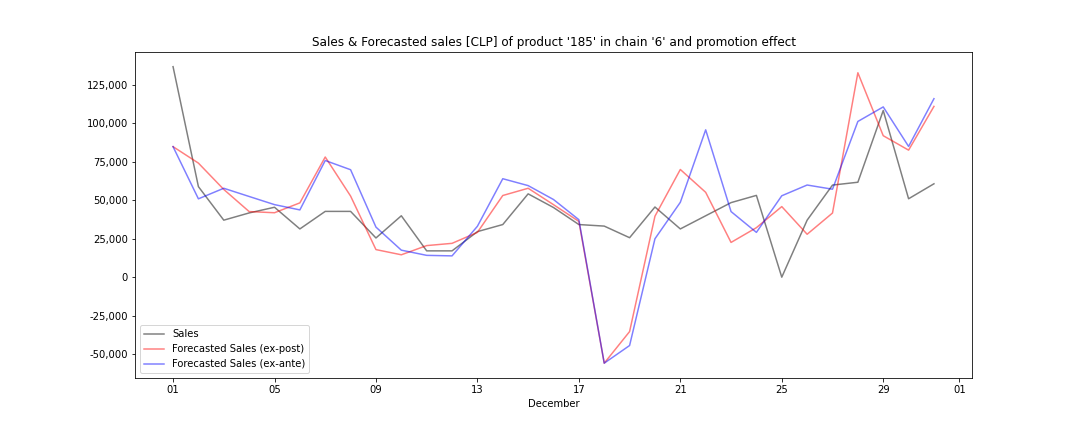 Sales & Forecasted sales [CLP] of product '185' in chain '6' and promotion effect
125,000
100,000
75,000
50,000
25,000
0
-25,000
-50,000
Sales
Forecasted Sales (ex-post)
Forecasted Sales (ex-ante)
01 05 09 13 17 21 25 29 01
December